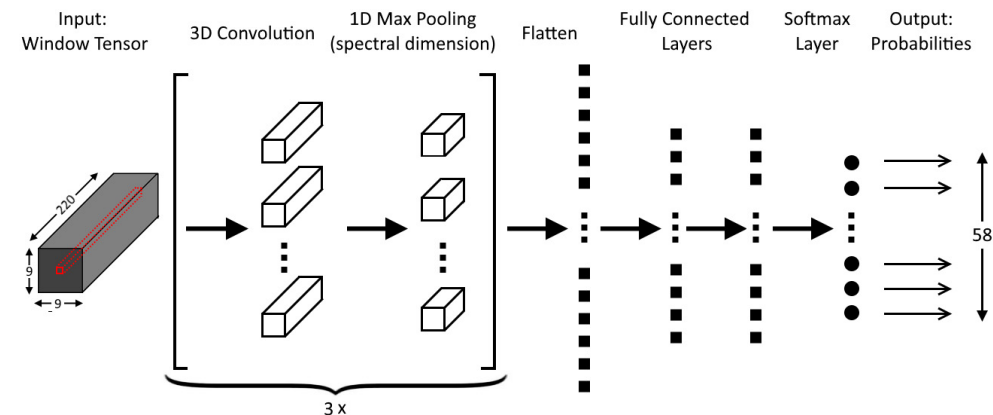 Input:
Window Tensor
3D Convolution
1D Max Pooling
(spectral dimension)
Flatten
Fully Connected
Layers
Softmax
Layer
Output:
Probabilities
220
9
9
58
3 x